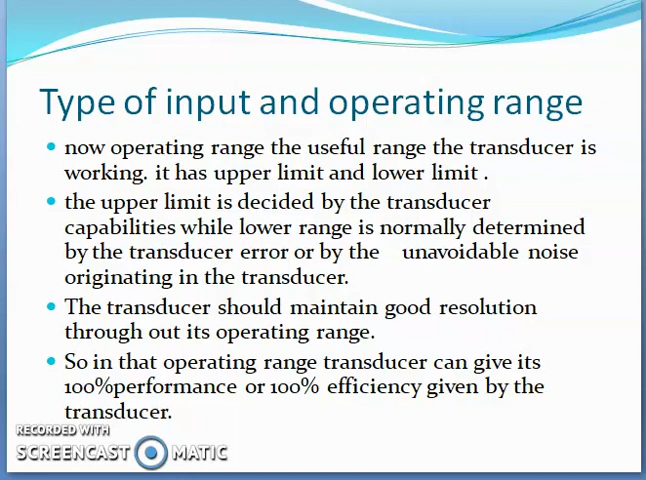 Type of input and operating range
now operating range the useful range the transducer is
working. it has upper limit and lower limit .
the upper limit is decided by the transducer
capabilities while lower range is normally determined
by the transducer error or by the unavoidable noise
originating in the transducer.
The transducer should maintain good resolution
through out its operating range.
So in that operating range transducer can give its
100%performance or 100% efficiency given by the
transducer.
RECORDED WITH
SCREENCAST MATIC